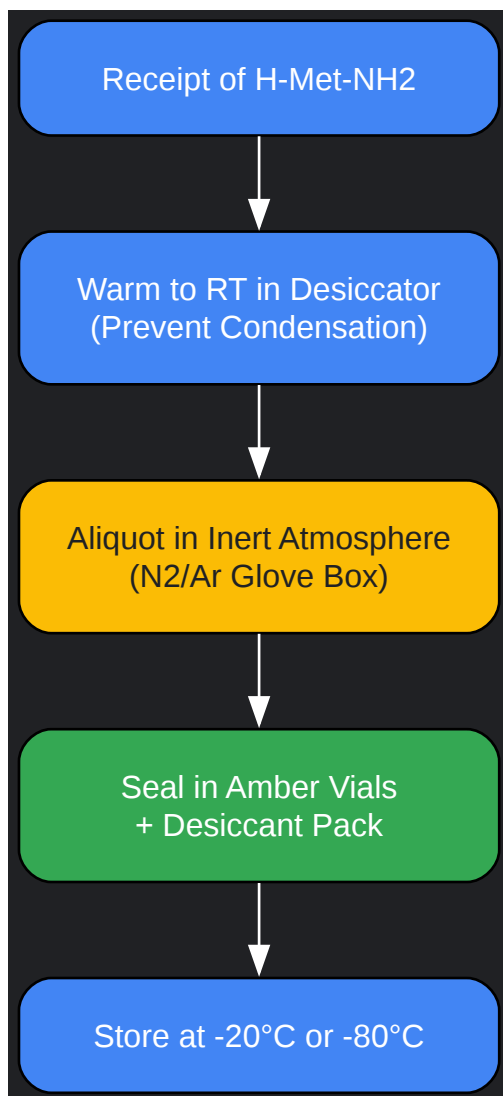 Receipt of H-Met-NH2
Warm to RT in Desiccator
(Prevent Condensation)
Aliquot in Inert Atmosphere
(N2/Ar Glove Box)
Seal in Amber Vials
+ Desiccant Pack
Store at -20°C or -80°C